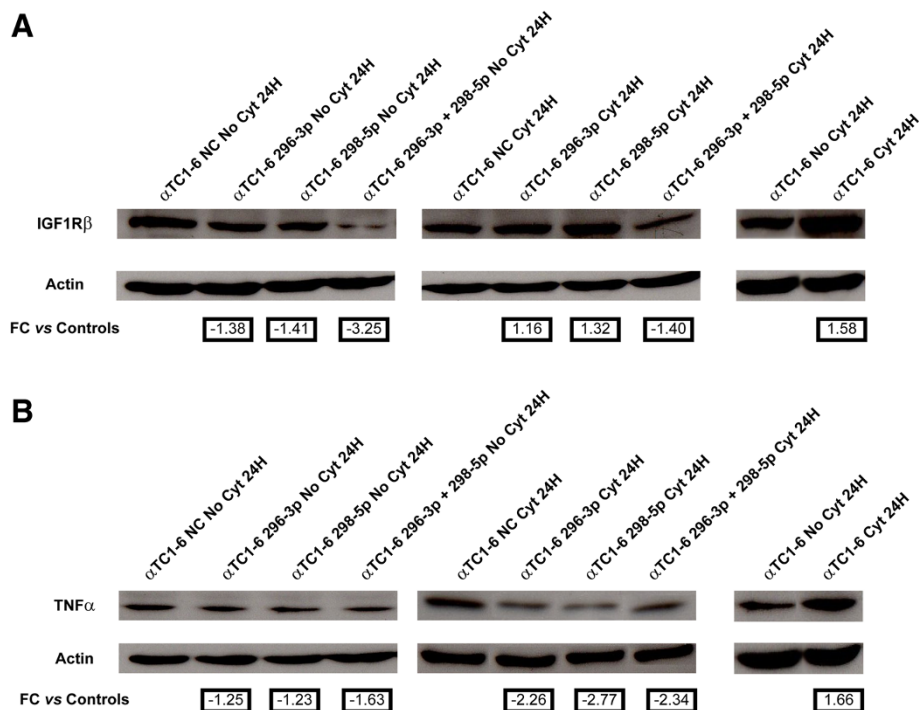 A
αTC1-6 NC No Cyt 24H
αTC1-6 296-3p No Cyt 24H
αTC1-6 298-5p No Cyt 24H
αTC1-6 296-3p + 298-5p No Cyt 24H
αTC1-6 NC Cyt 24H
αTC1-6 296-3p Cyt 24H
αTC1-6 298-5p Cyt 24H
αTC1-6 296-3p + 298-5p Cyt 24H
αTC1-6 No Cyt 24H
αTC1-6 Cyt 24H
IGF1Rβ
Actin
FC vs Controls -1.38 -1.41 -3.25 1.16 1.32 -1.40 1.58
B
αTC1-6 NC No Cyt 24H
αTC1-6 296-3p No Cyt 24H
αTC1-6 298-5p No Cyt 24H
αTC1-6 296-3p + 298-5p No Cyt 24H
αTC1-6 NC Cyt 24H
αTC1-6 296-3p Cyt 24H
αTC1-6 298-5p Cyt 24H
αTC1-6 296-3p + 298-5p Cyt 24H
αTC1-6 No Cyt 24H
αTC1-6 Cyt 24H
TNFα
Actin
FC vs Controls -1.25 -1.23 -1.63 -2.26 -2.77 -2.34 1.66